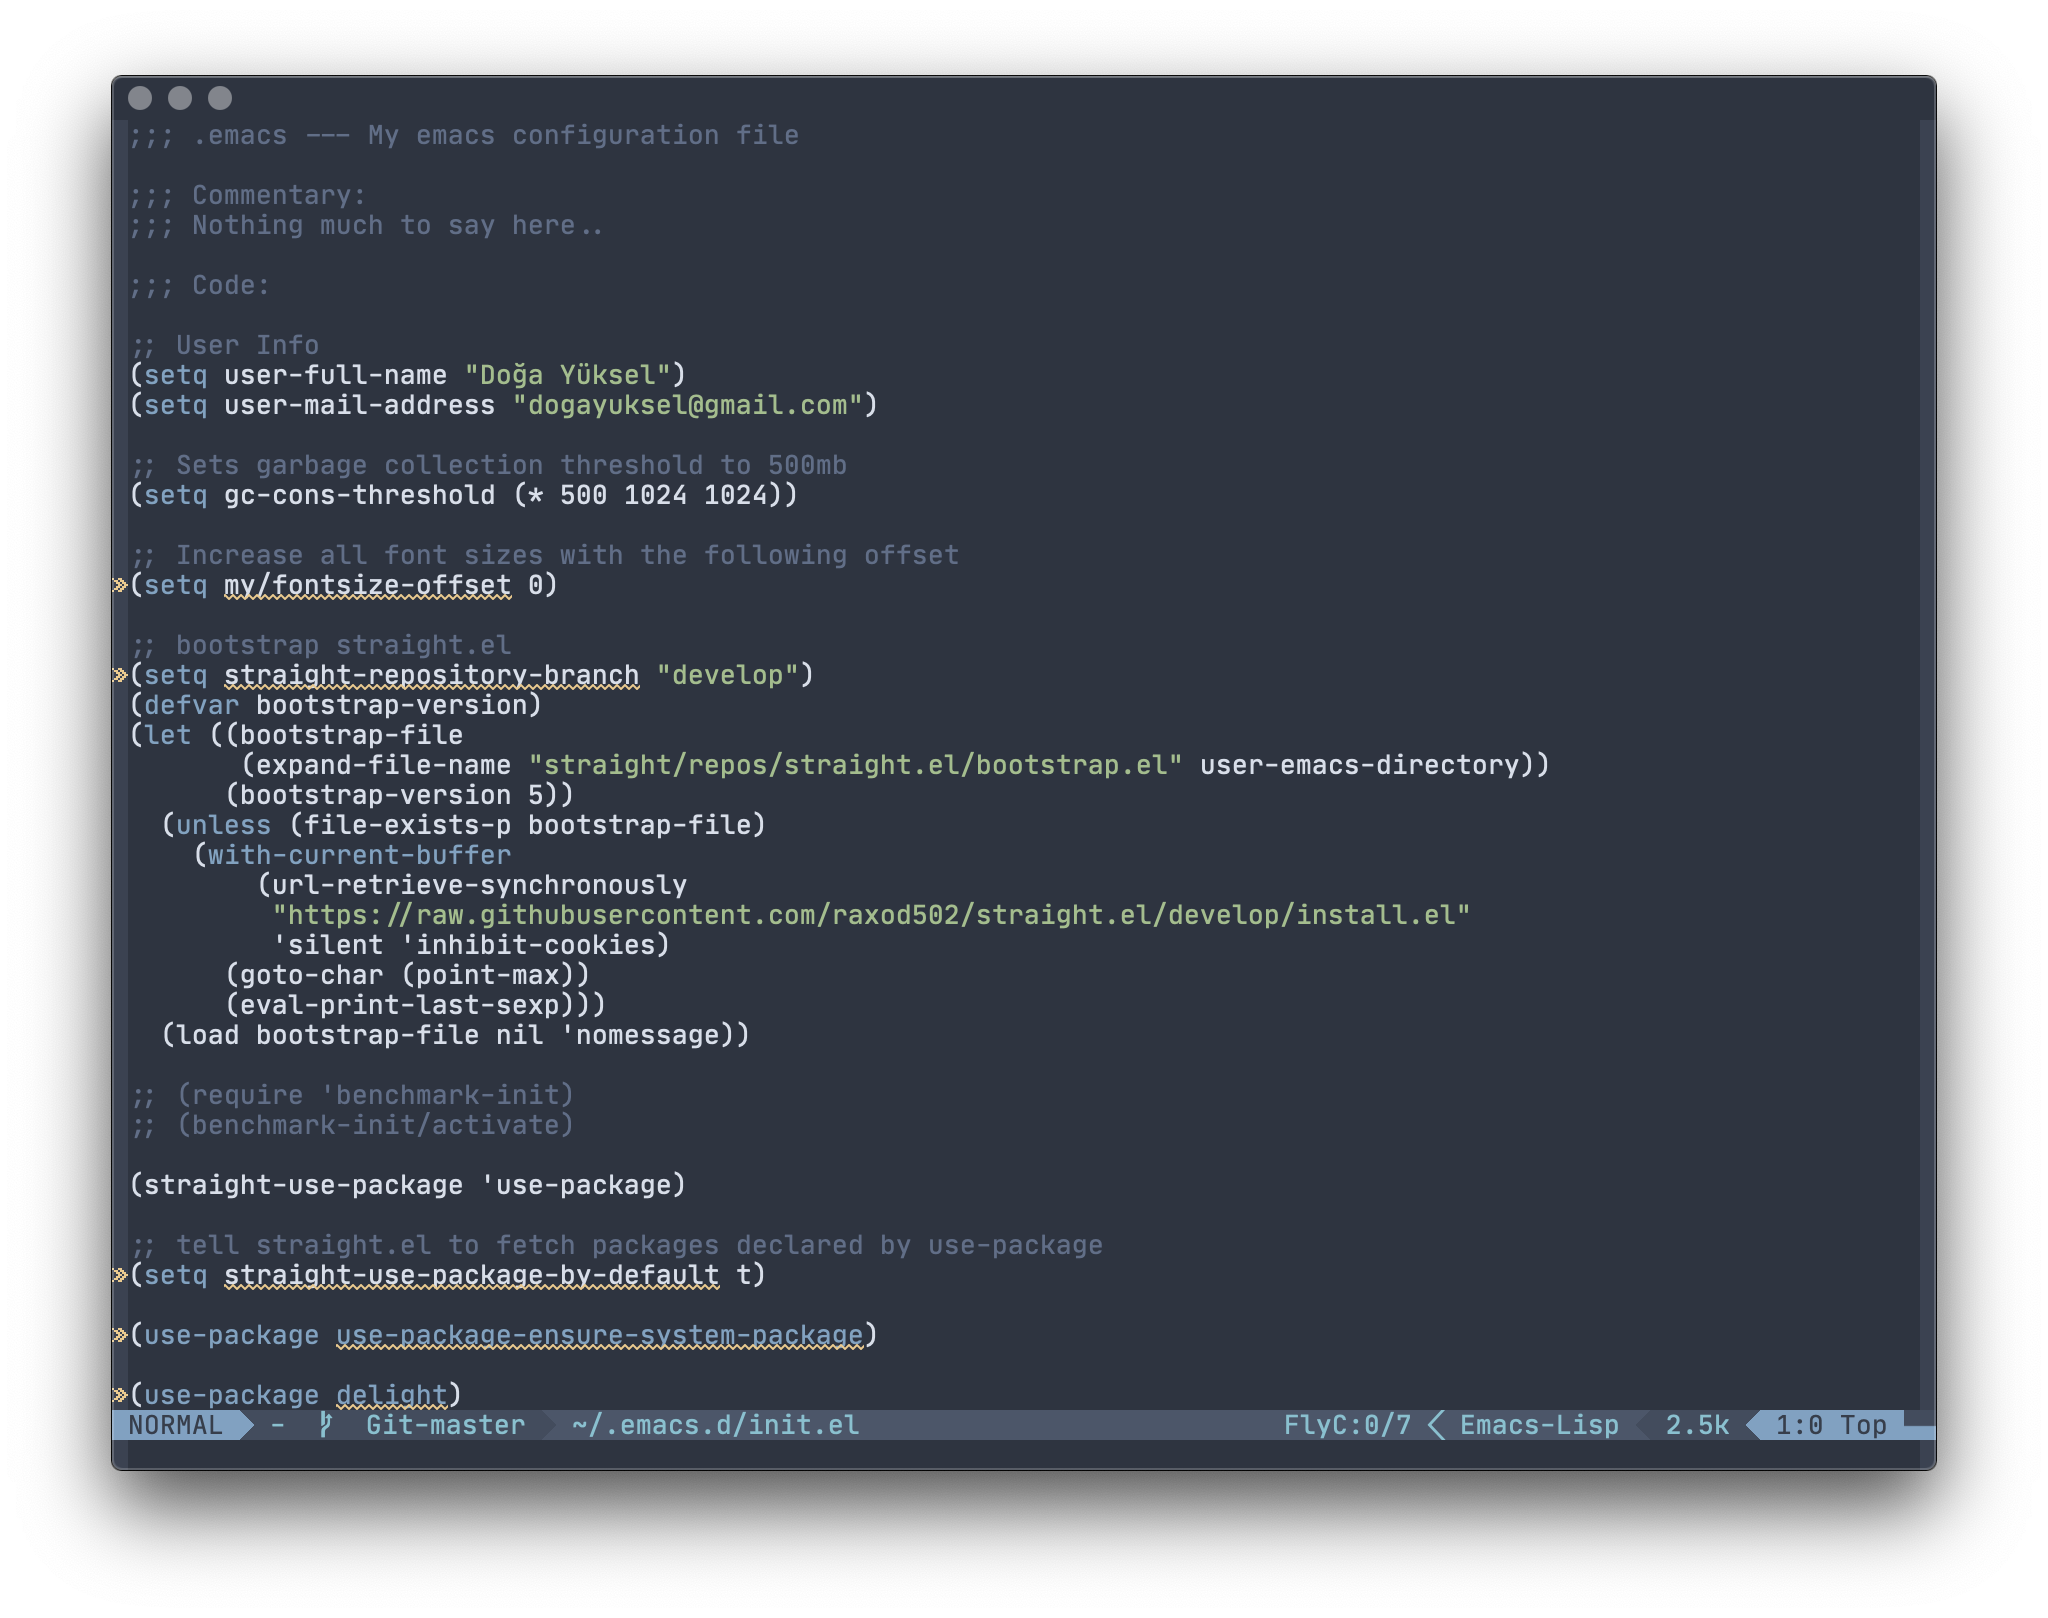 ;;; .emacs --- My emacs configuration file
;;; Commentary:
;;; Nothing much to say here..
;;; Code:
;; User Info
(setq user-full-name "Doğa Yüksel")
(setq user-mail-address "dogayuksel@gmail.com")
;; Sets garbage collection threshold to 500mb
(setq gc-cons-threshold (* 500 1024 1024))
;; Increase all font sizes with the following offset
(setq my/fontsize-offset 0)
;; bootstrap straight.el
(setq straight-repository-branch "develop")
(defvar bootstrap-version)
(let ((bootstrap-file
       (expand-file-name "straight/repos/straight.el/bootstrap.el" user-emacs-directory))
      (bootstrap-version 5))
  (unless (file-exists-p bootstrap-file)
    (with-current-buffer
        (url-retrieve-synchronously
         "https://raw.githubusercontent.com/raxod502/straight.el/develop/install.el"
         'silent 'inhibit-cookies)
      (goto-char (point-max))
      (eval-print-last-sexp)))
  (load bootstrap-file nil 'nomessage))
;; (require 'benchmark-init)
;; (benchmark-init/activate)
(straight-use-package 'use-package)
;; tell straight.el to fetch packages declared by use-package
(setq straight-use-package-by-default t)
(use-package use-package-ensure-system-package)
(use-package delight)
NORMAL - Git-master ~/.emacs.d/init.el FlyC:0/7 Emacs-Lisp 2.5k 1:0 Top